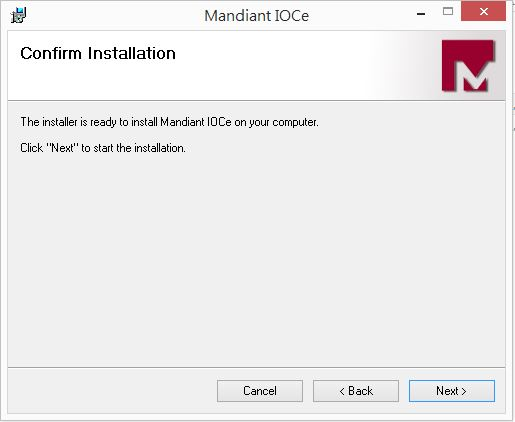 Mandiant IOCe
Confirm Installation
M
The installer is ready to install Mandiant IOCe on your computer.
Click "Next" to start the installation.
Cancel
< Back
Next >